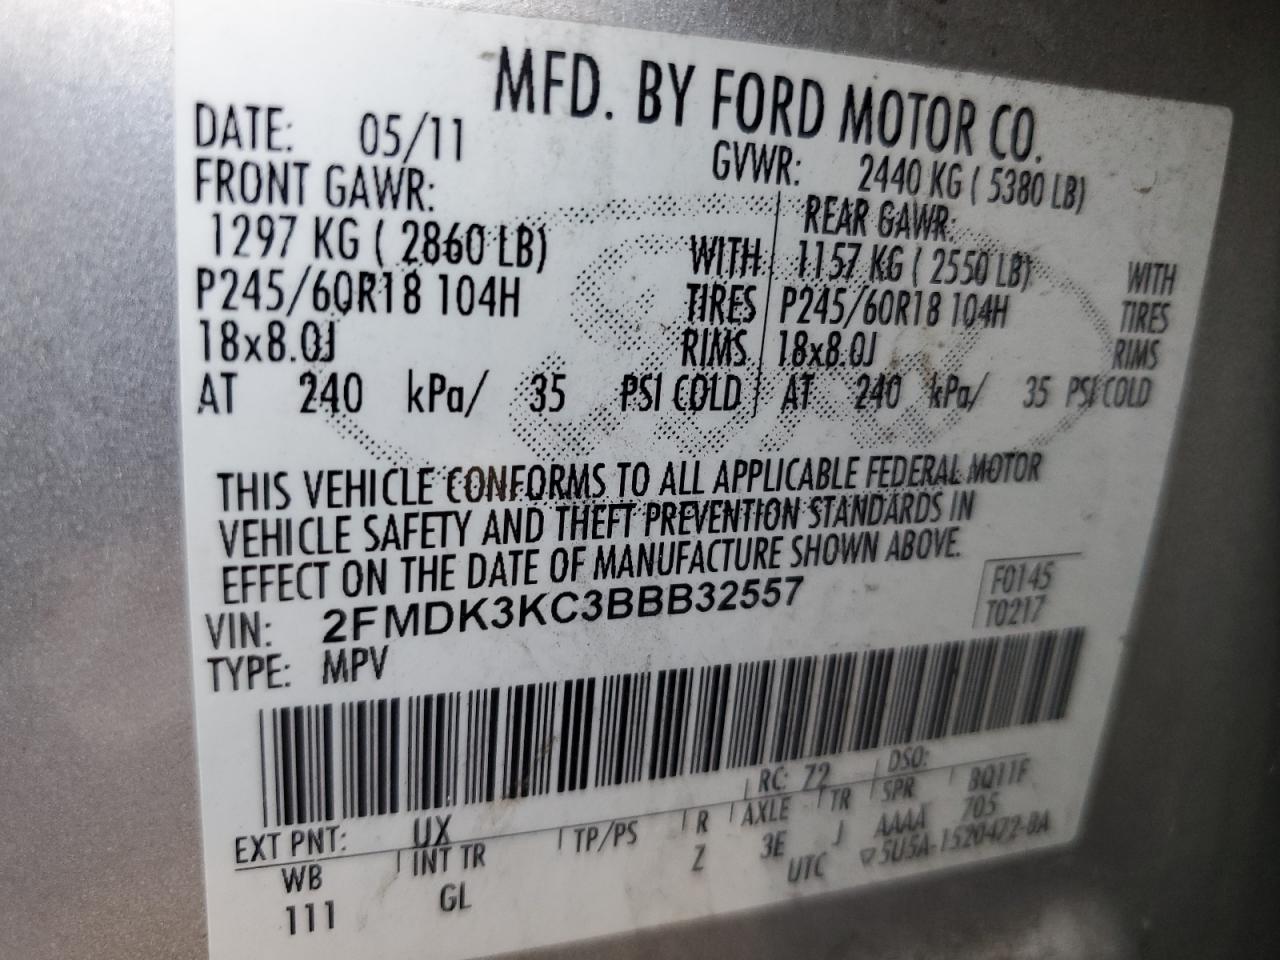 MFD. BY FORD MOTOR CO.
DATE: 05/11 GVWR: 2440 KG ( 5380 LB)
FRONT GAWR: REAR GAWR:
1297 KG ( 2860 LB) WITH 1157 KG ( 2550 LB) WITH
P245/60R18 104H TIRES P245/60R18 104H TIRES
18x8.0J RIMS 18x8.0J RIMS
AT 240 kPa/ 35 PSI COLD AT 240 kPa/ 35 PSI COLD
THIS VEHICLE CONFORMS TO ALL APPLICABLE FEDERAL MOTOR
VEHICLE SAFETY AND THEFT PREVENTION STANDARDS IN
EFFECT ON THE DATE OF MANUFACTURE SHOWN ABOVE.
VIN: 2FMDK3KC3BBB32557 F0145
TYPE: MPV T0217
EXT PNT: UX RC: 72 DSO:
WB INT TR TP/PS R AXLE TR SPR BQ11F
111 GL Z 3E J AAAA 705
UTC ▽5U5A-1520472-BA